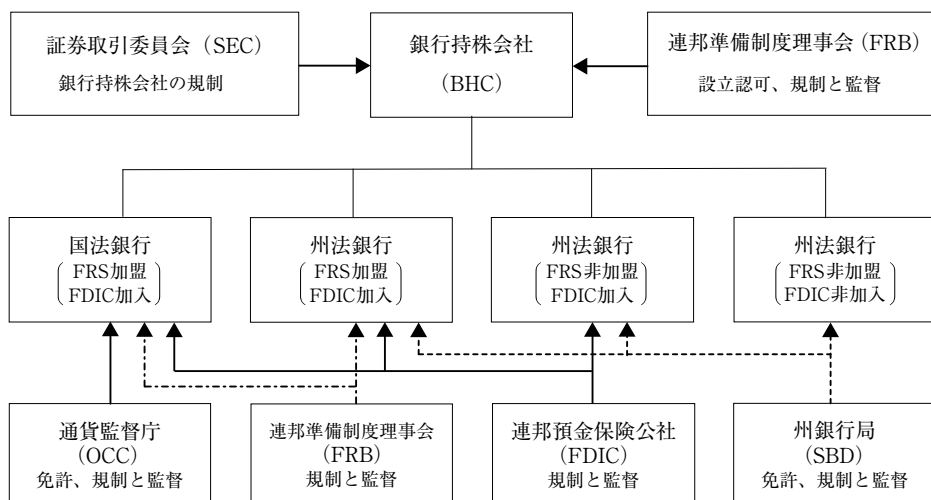 証券取引委員会（SEC）
銀行持株会社の規制
銀行持株会社
（BHC）
連邦準備制度理事会（FRB）
設立認可、規制と監督
国法銀行
FRS加盟
FDIC加入
州法銀行
FRS加盟
FDIC加入
州法銀行
FRS非加盟
FDIC加入
州法銀行
FRS非加盟
FDIC非加入
通貨監督庁
(OCC)
免許、規制と監督
連邦準備制度理事会
(FRB)
規制と監督
連邦預金保険公社
(FDIC)
規制と監督
州銀行局
(SBD)
免許、規制と監督